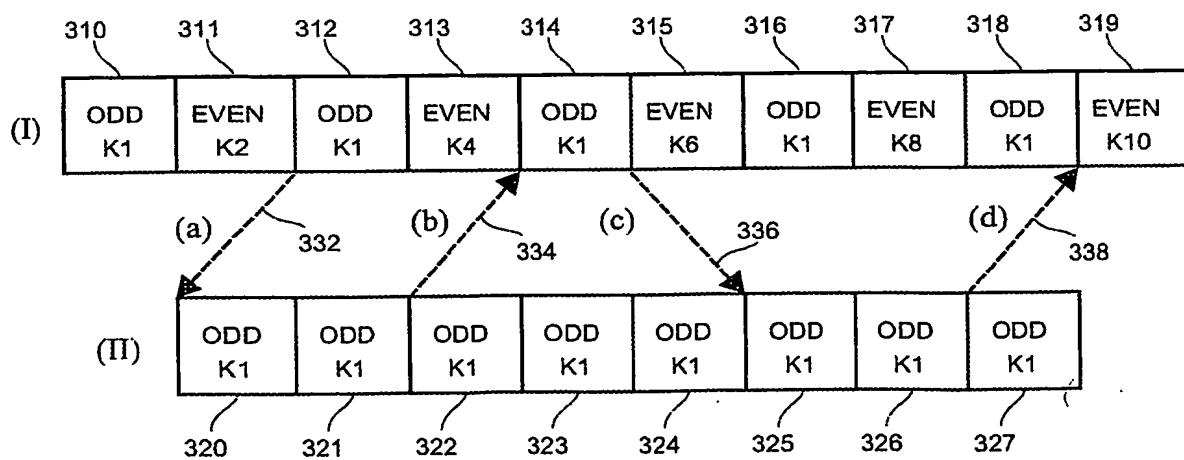 310 311 312 313 314 315 316 317 318 319
ODD EVEN ODD EVEN ODD EVEN ODD EVEN ODD EVEN
(I)
K1 K2 K1 K4 K1 K6 K1 K8 K1 K10
(a) (b) (c) (d)
332 334 336 338
ODD ODD ODD ODD ODD ODD ODD ODD
(II)
K1 K1 K1 K1 K1 K1 K1 K1
320 321 322 323 324 325 326 327